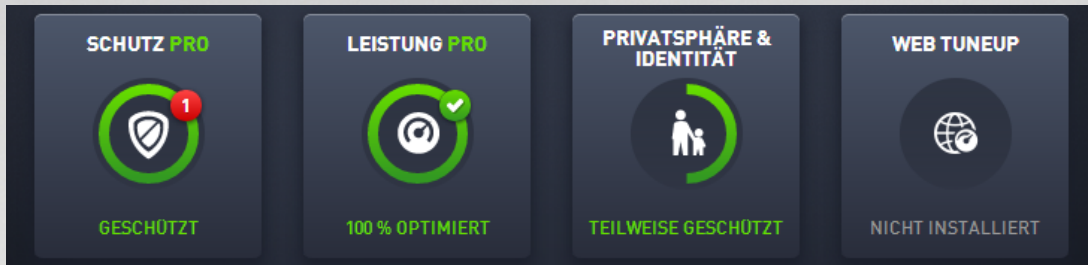 SCHUTZ PRO
1
GESCHÜTZT
LEISTUNG PRO
100 % OPTIMIERT
PRIVATSPHÄRE &
IDENTITÄT
TEILWEISE GESCHÜTZT
WEB TUNEUP
NICHT INSTALLIERT